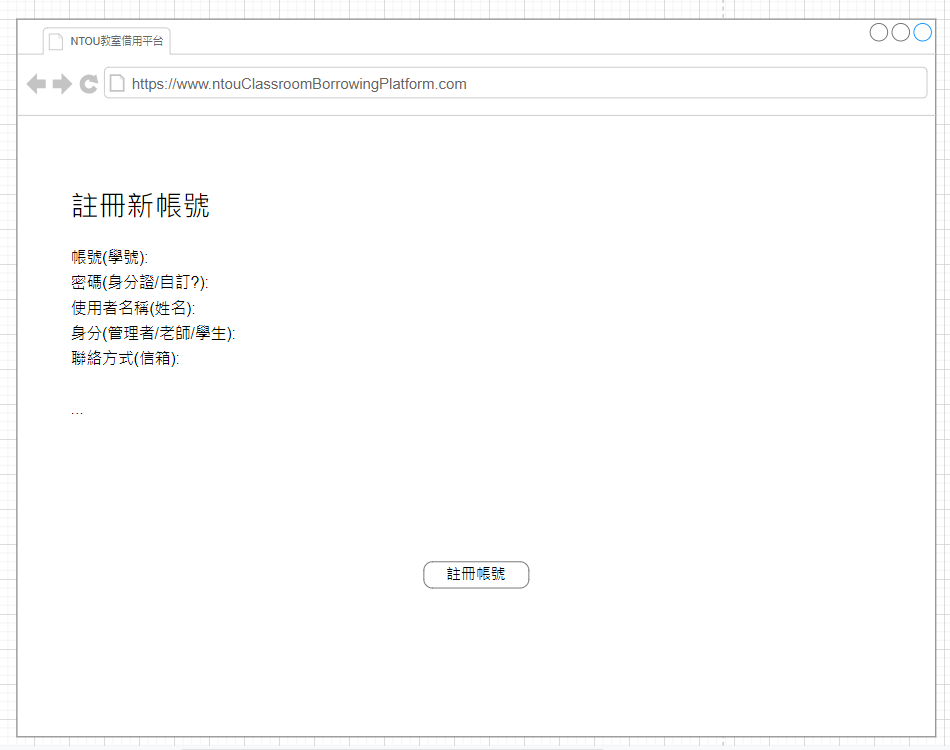 NTOU教室借用平台
https://www.ntouClassroomBorrowingPlatform.com
註冊新帳號
帳號(學號):
密碼(身分證/自訂?):
使用者名稱(姓名):
身分(管理者/老師/學生):
聯絡方式(信箱):
...
註冊帳號